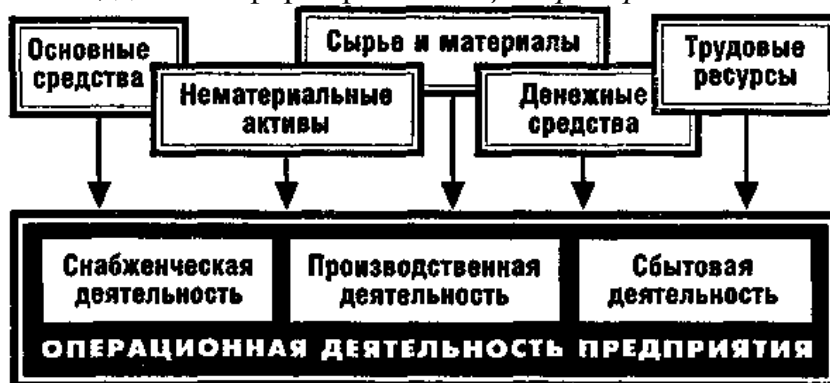 Основные
средства
Сырье и материалы
Трудовые
ресурсы
Нематериальные
активы
Денежные
средства
Снабженческая
деятельность
Производственная
деятельность
Сбытовая
деятельность
ОПЕРАЦИОННАЯ ДЕЯТЕЛЬНОСТЬ ПРЕДПРИЯТИЯ